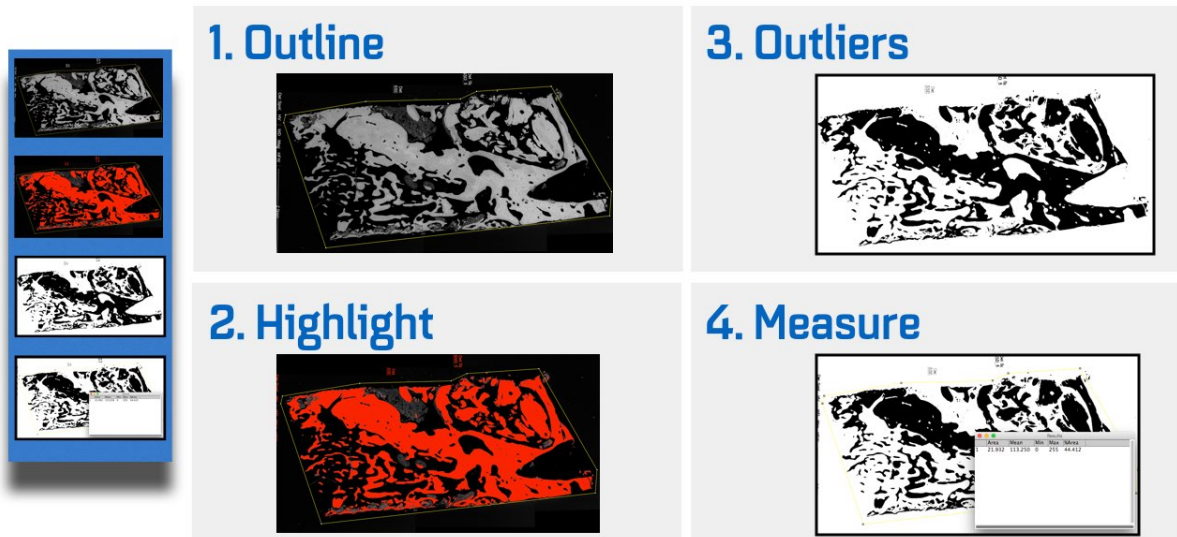 1. Outline
2. Highlight
3. Outliers
4. Measure
Results
Area Mean Min Max %Area
1 21.932 113.250 0 255 44.412